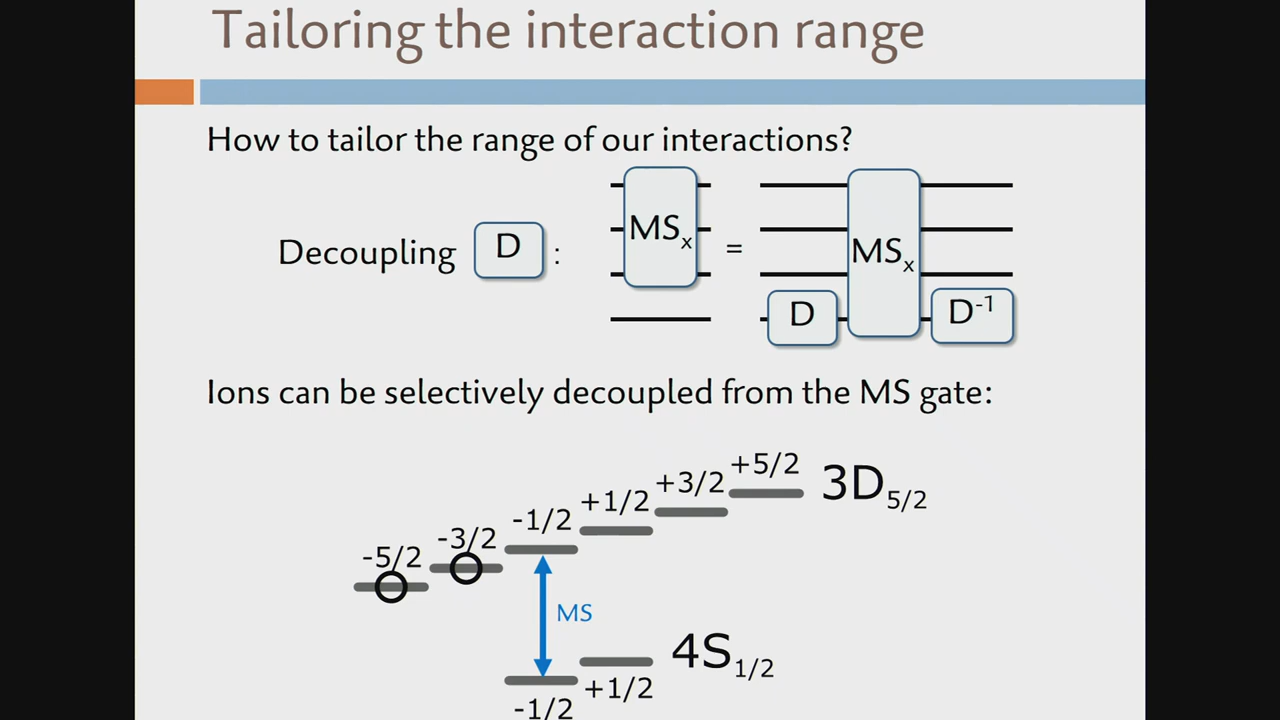 Tailoring the interaction range
How to tailor the range of our interactions?
Decoupling D : MSₓ = MSₓ
D D⁻¹
Ions can be selectively decoupled from the MS gate:
-5/2 -3/2 -1/2 +1/2 +3/2 +5/2 3D₅/₂
MS
4S₁/₂
-1/2 +1/2